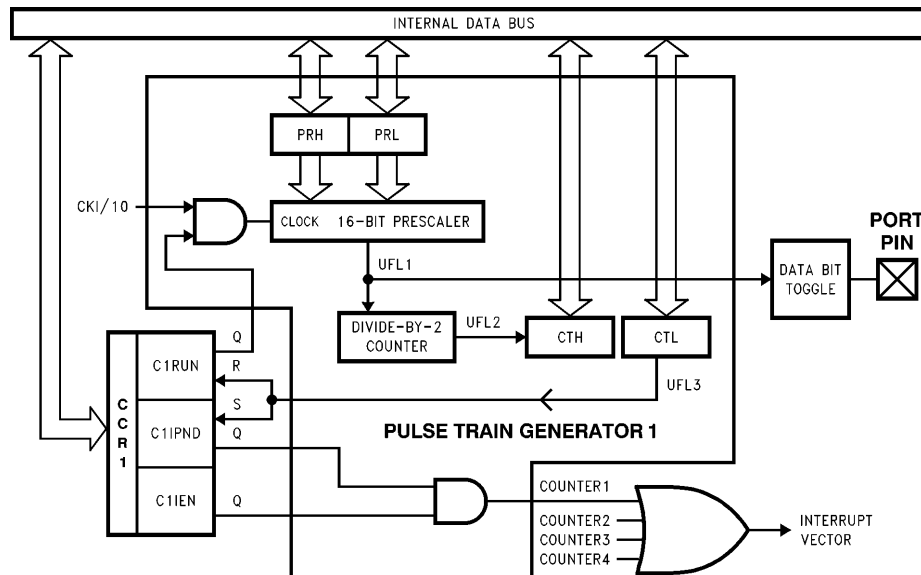 INTERNAL DATA BUS
PRH
PRL
CKI/10
CLOCK 16-BIT PRESCALER
PORT
PIN
UFL1
DATA BIT
TOGGLE
DIVIDE-BY-2
COUNTER
UFL2
CTH
CTL
UFL3
CCR1
C1RUN
Q
R
S
C1IPND
Q
PULSE TRAIN GENERATOR 1
C1IEN
Q
COUNTER1
COUNTER2
COUNTER3
COUNTER4
INTERRUPT
VECTOR